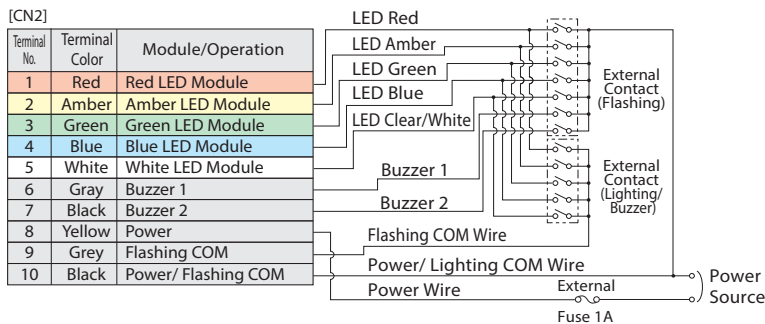 [CN2]
Terminal No. Terminal Color Module/Operation
1 Red Red LED Module
2 Amber Amber LED Module
3 Green Green LED Module
4 Blue Blue LED Module
5 White White LED Module
6 Gray Buzzer 1
7 Black Buzzer 2
8 Yellow Power
9 Grey Flashing COM
10 Black Power/ Flashing COM
LED Red
LED Amber
LED Green
LED Blue
LED Clear/White
Buzzer 1
Buzzer 2
Flashing COM Wire
Power/ Lighting COM Wire
Power Wire
External
Fuse 1A
External
Contact
(Flashing)
External
Contact
(Lighting/
Buzzer)
Power
Source